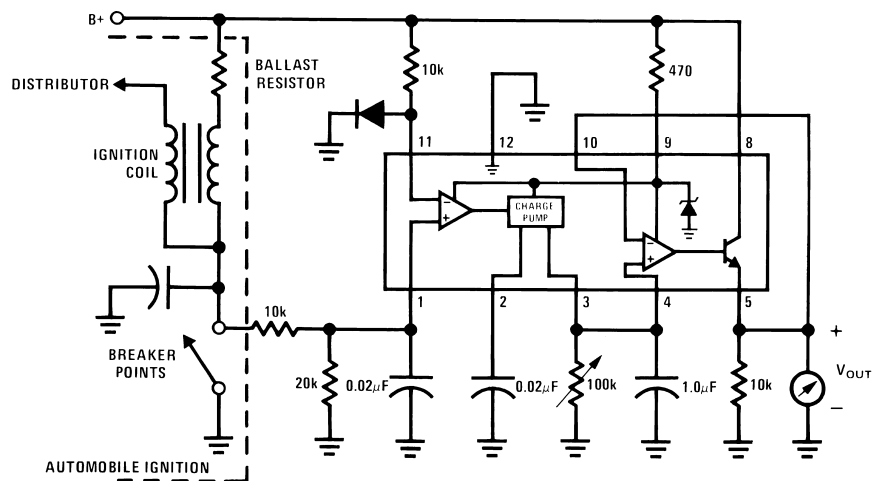 B+
BALLAST
RESISTOR
DISTRIBUTOR
IGNITION
COIL
10k
470
11
12
10
9
8
CHARGE
PUMP
−
+
−
+
1
2
3
4
5
10k
BREAKER
POINTS
20k
0.02μF
0.02μF
100k
1.0μF
10k
+
VOUT
−
AUTOMOBILE IGNITION